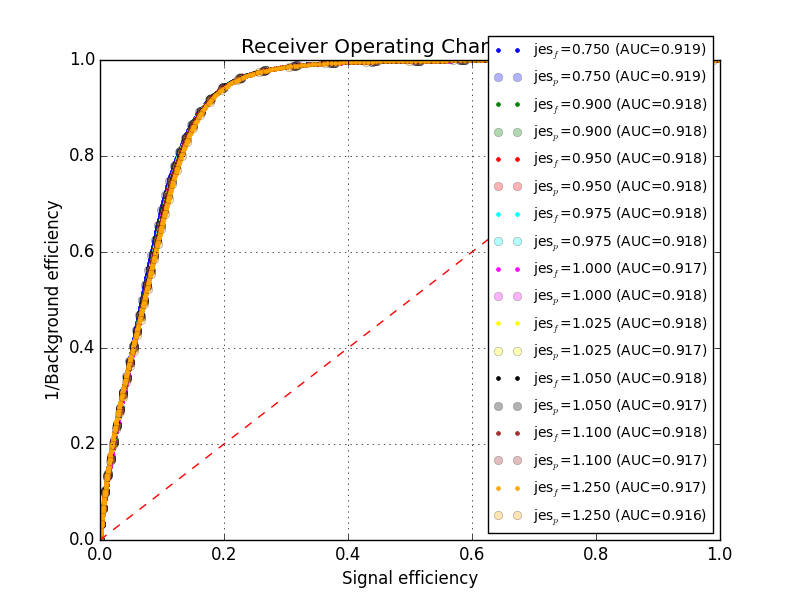 Receiver Operating Char
1/Background efficiency
1.0
0.8
0.6
0.4
0.2
0.0
0.0 0.2 0.4 0.6 0.8 1.0
Signal efficiency
jes_f=0.750 (AUC=0.919)
jes_p=0.750 (AUC=0.919)
jes_f=0.900 (AUC=0.918)
jes_p=0.900 (AUC=0.918)
jes_f=0.950 (AUC=0.918)
jes_p=0.950 (AUC=0.918)
jes_f=0.975 (AUC=0.918)
jes_p=0.975 (AUC=0.918)
jes_f=1.000 (AUC=0.917)
jes_p=1.000 (AUC=0.918)
jes_f=1.025 (AUC=0.918)
jes_p=1.025 (AUC=0.917)
jes_f=1.050 (AUC=0.918)
jes_p=1.050 (AUC=0.917)
jes_f=1.100 (AUC=0.918)
jes_p=1.100 (AUC=0.917)
jes_f=1.250 (AUC=0.917)
jes_p=1.250 (AUC=0.916)